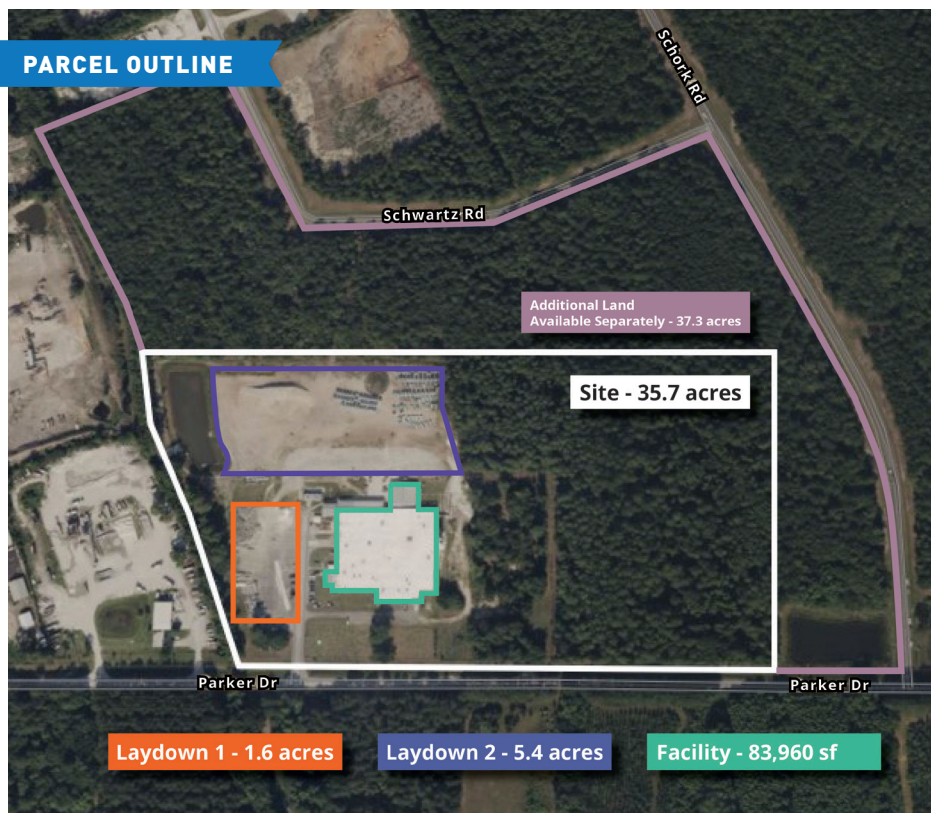 PARCEL OUTLINE
Schork Rd
Schwartz Rd
Additional Land
Available Separately - 37.3 acres
Site - 35.7 acres
Parker Dr
Parker Dr
Laydown 1 - 1.6 acres
Laydown 2 - 5.4 acres
Facility - 83,960 sf